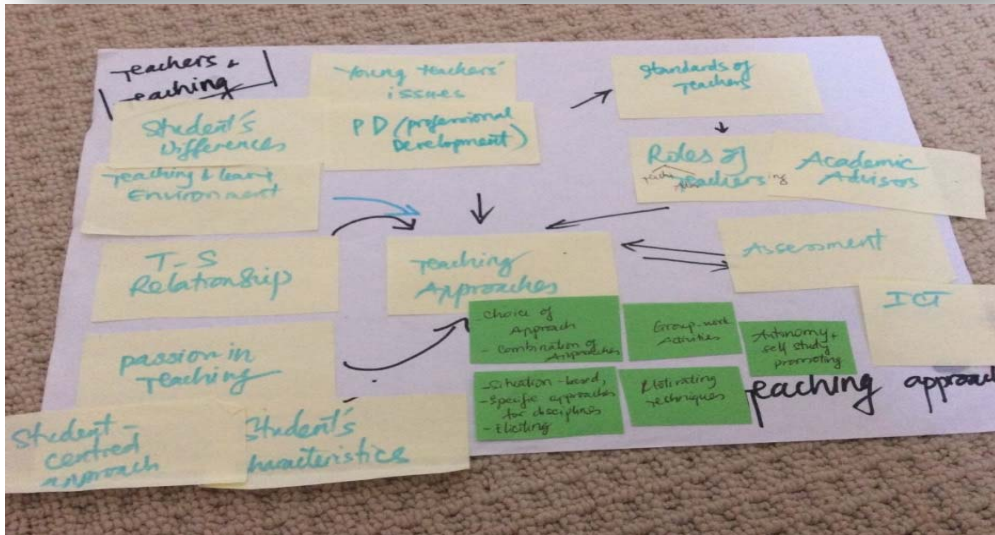 Teachers &
Teaching
Student's
Differences
Teaching & learn
Environment
T-S
Relationship
passion in
Teaching
Student-
centred
approach
Student's
characteristics
Young teachers'
issues
PD (professional
Development)
Teaching
Approaches
- Choice of
Approach
- Combination of
Approaches
Group-work
Activities
Autonomy &
self study
promoting
- Situation-based,
- Specific approaches
for disciplines
- Eliciting
Motivating
Techniques
Standards of
Teachers
Roles of
Teachers
Academic
Advisors
Assessment
ICT
Teaching approach